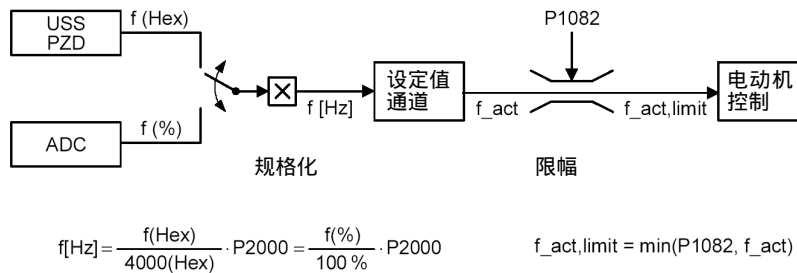 USS
PZD
f (Hex)
P1082
f [Hz]
设定值
通道
f_act
f_act,limit
电动机
控制
ADC
f (%)
规格化
限幅
f[Hz] = f(Hex) / 4000(Hex) · P2000 = f(%) / 100 % · P2000
f_act,limit = min(P1082, f_act)